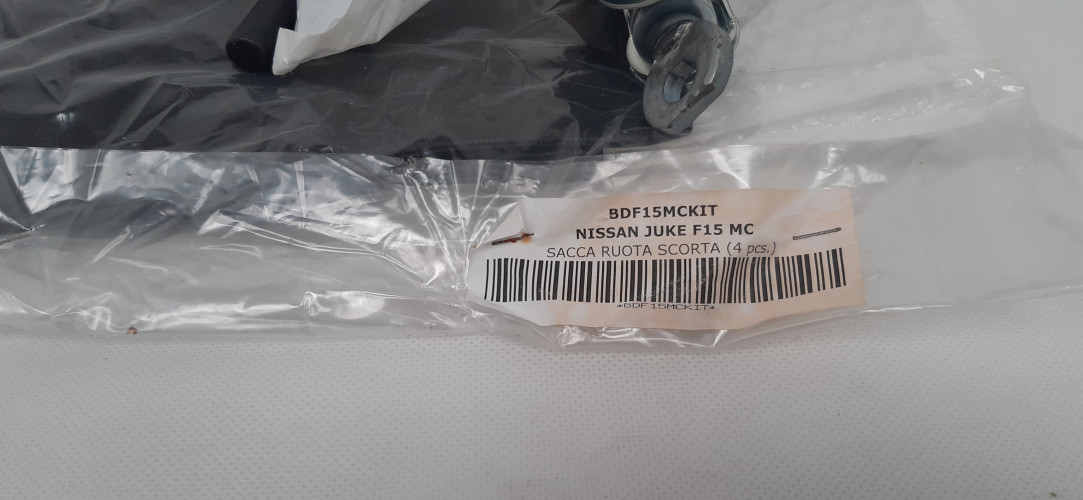 BDF15MCKIT
NISSAN JUKE F15 MC
SACCA RUOTA SCORTA (4 pcs.)
*BDF15MCKIT*